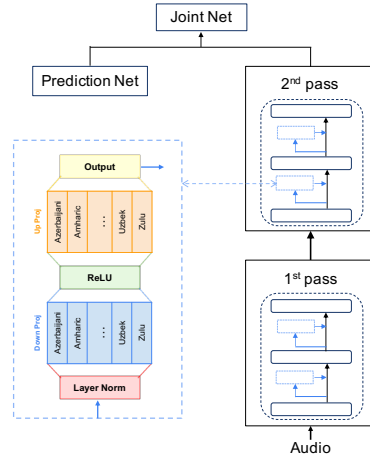 Joint Net
Prediction Net
2nd pass
Output
Up Proj
Azerbaijani
Amharic
...
Uzbek
Zulu
ReLU
Down Proj
Azerbaijani
Amharic
...
Uzbek
Zulu
Layer Norm
1st pass
Audio